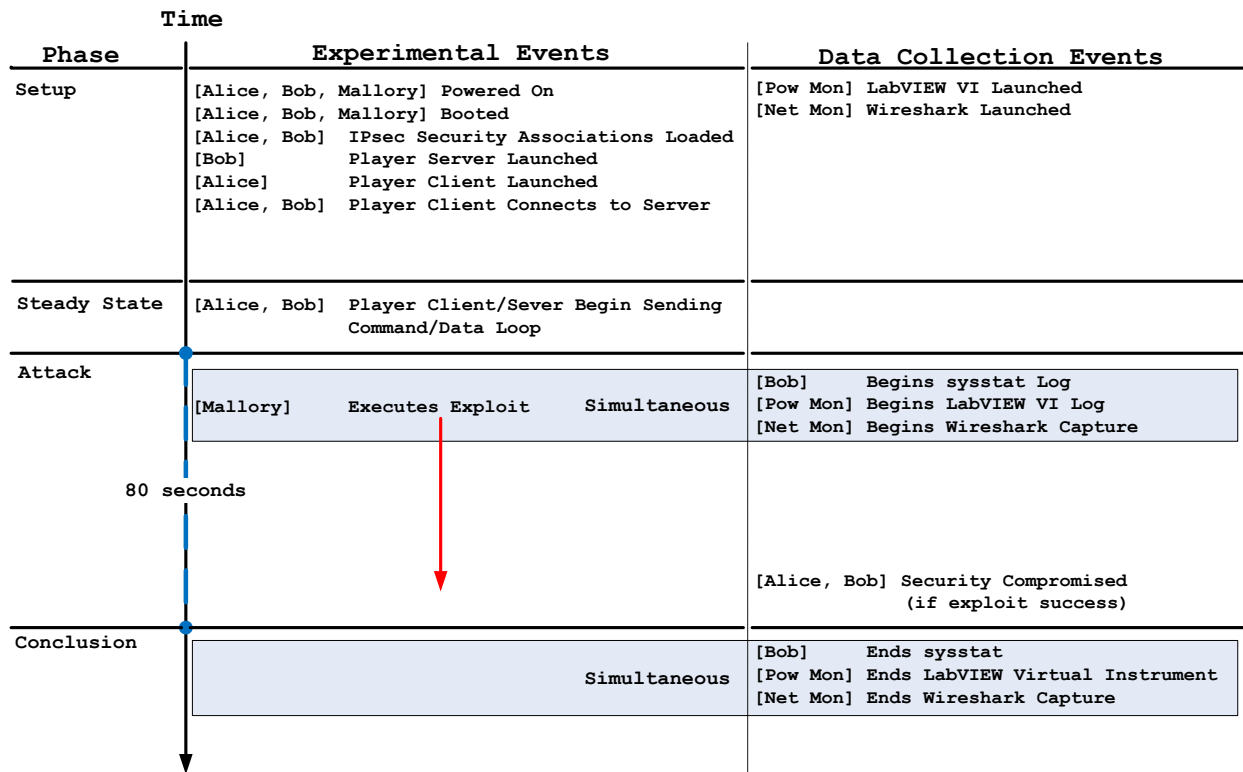 Time
Phase
Experimental Events
Data Collection Events
Setup
[Alice, Bob, Mallory] Powered On
[Alice, Bob, Mallory] Booted
[Alice, Bob] IPsec Security Associations Loaded
[Bob] Player Server Launched
[Alice] Player Client Launched
[Alice, Bob] Player Client Connects to Server
[Pow Mon] LabVIEW VI Launched
[Net Mon] Wireshark Launched
Steady State
[Alice, Bob] Player Client/Sever Begin Sending
Command/Data Loop
Attack
[Mallory] Executes Exploit Simultaneous
[Bob] Begins sysstat Log
[Pow Mon] Begins LabVIEW VI Log
[Net Mon] Begins Wireshark Capture
80 seconds
[Alice, Bob] Security Compromised
(if exploit success)
Conclusion
Simultaneous
[Bob] Ends sysstat
[Pow Mon] Ends LabVIEW Virtual Instrument
[Net Mon] Ends Wireshark Capture